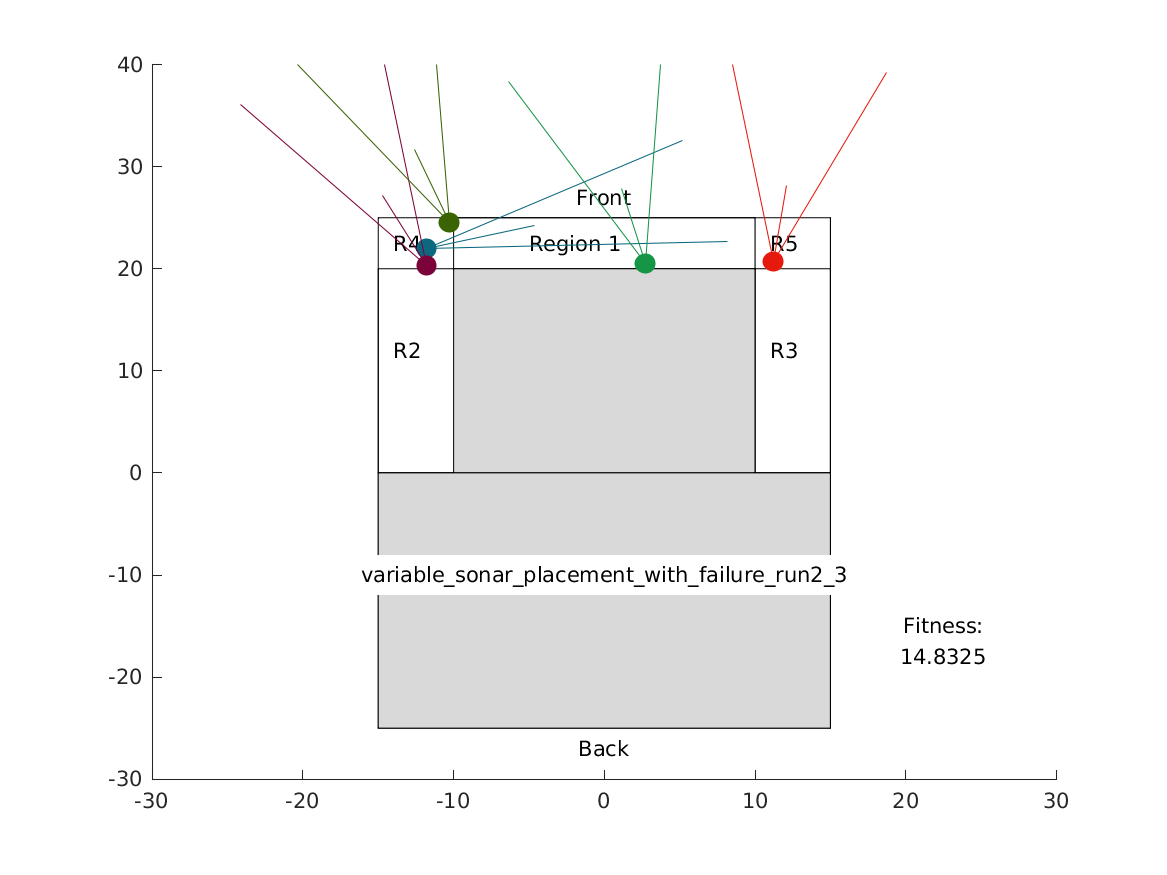 40
30
20
10
0
-10
-20
-30
Front
R4
Region 1
R5
R2
R3
variable_sonar_placement_with_failure_run2_3
Fitness:
14.8325
Back
-30
-20
-10
0
10
20
30